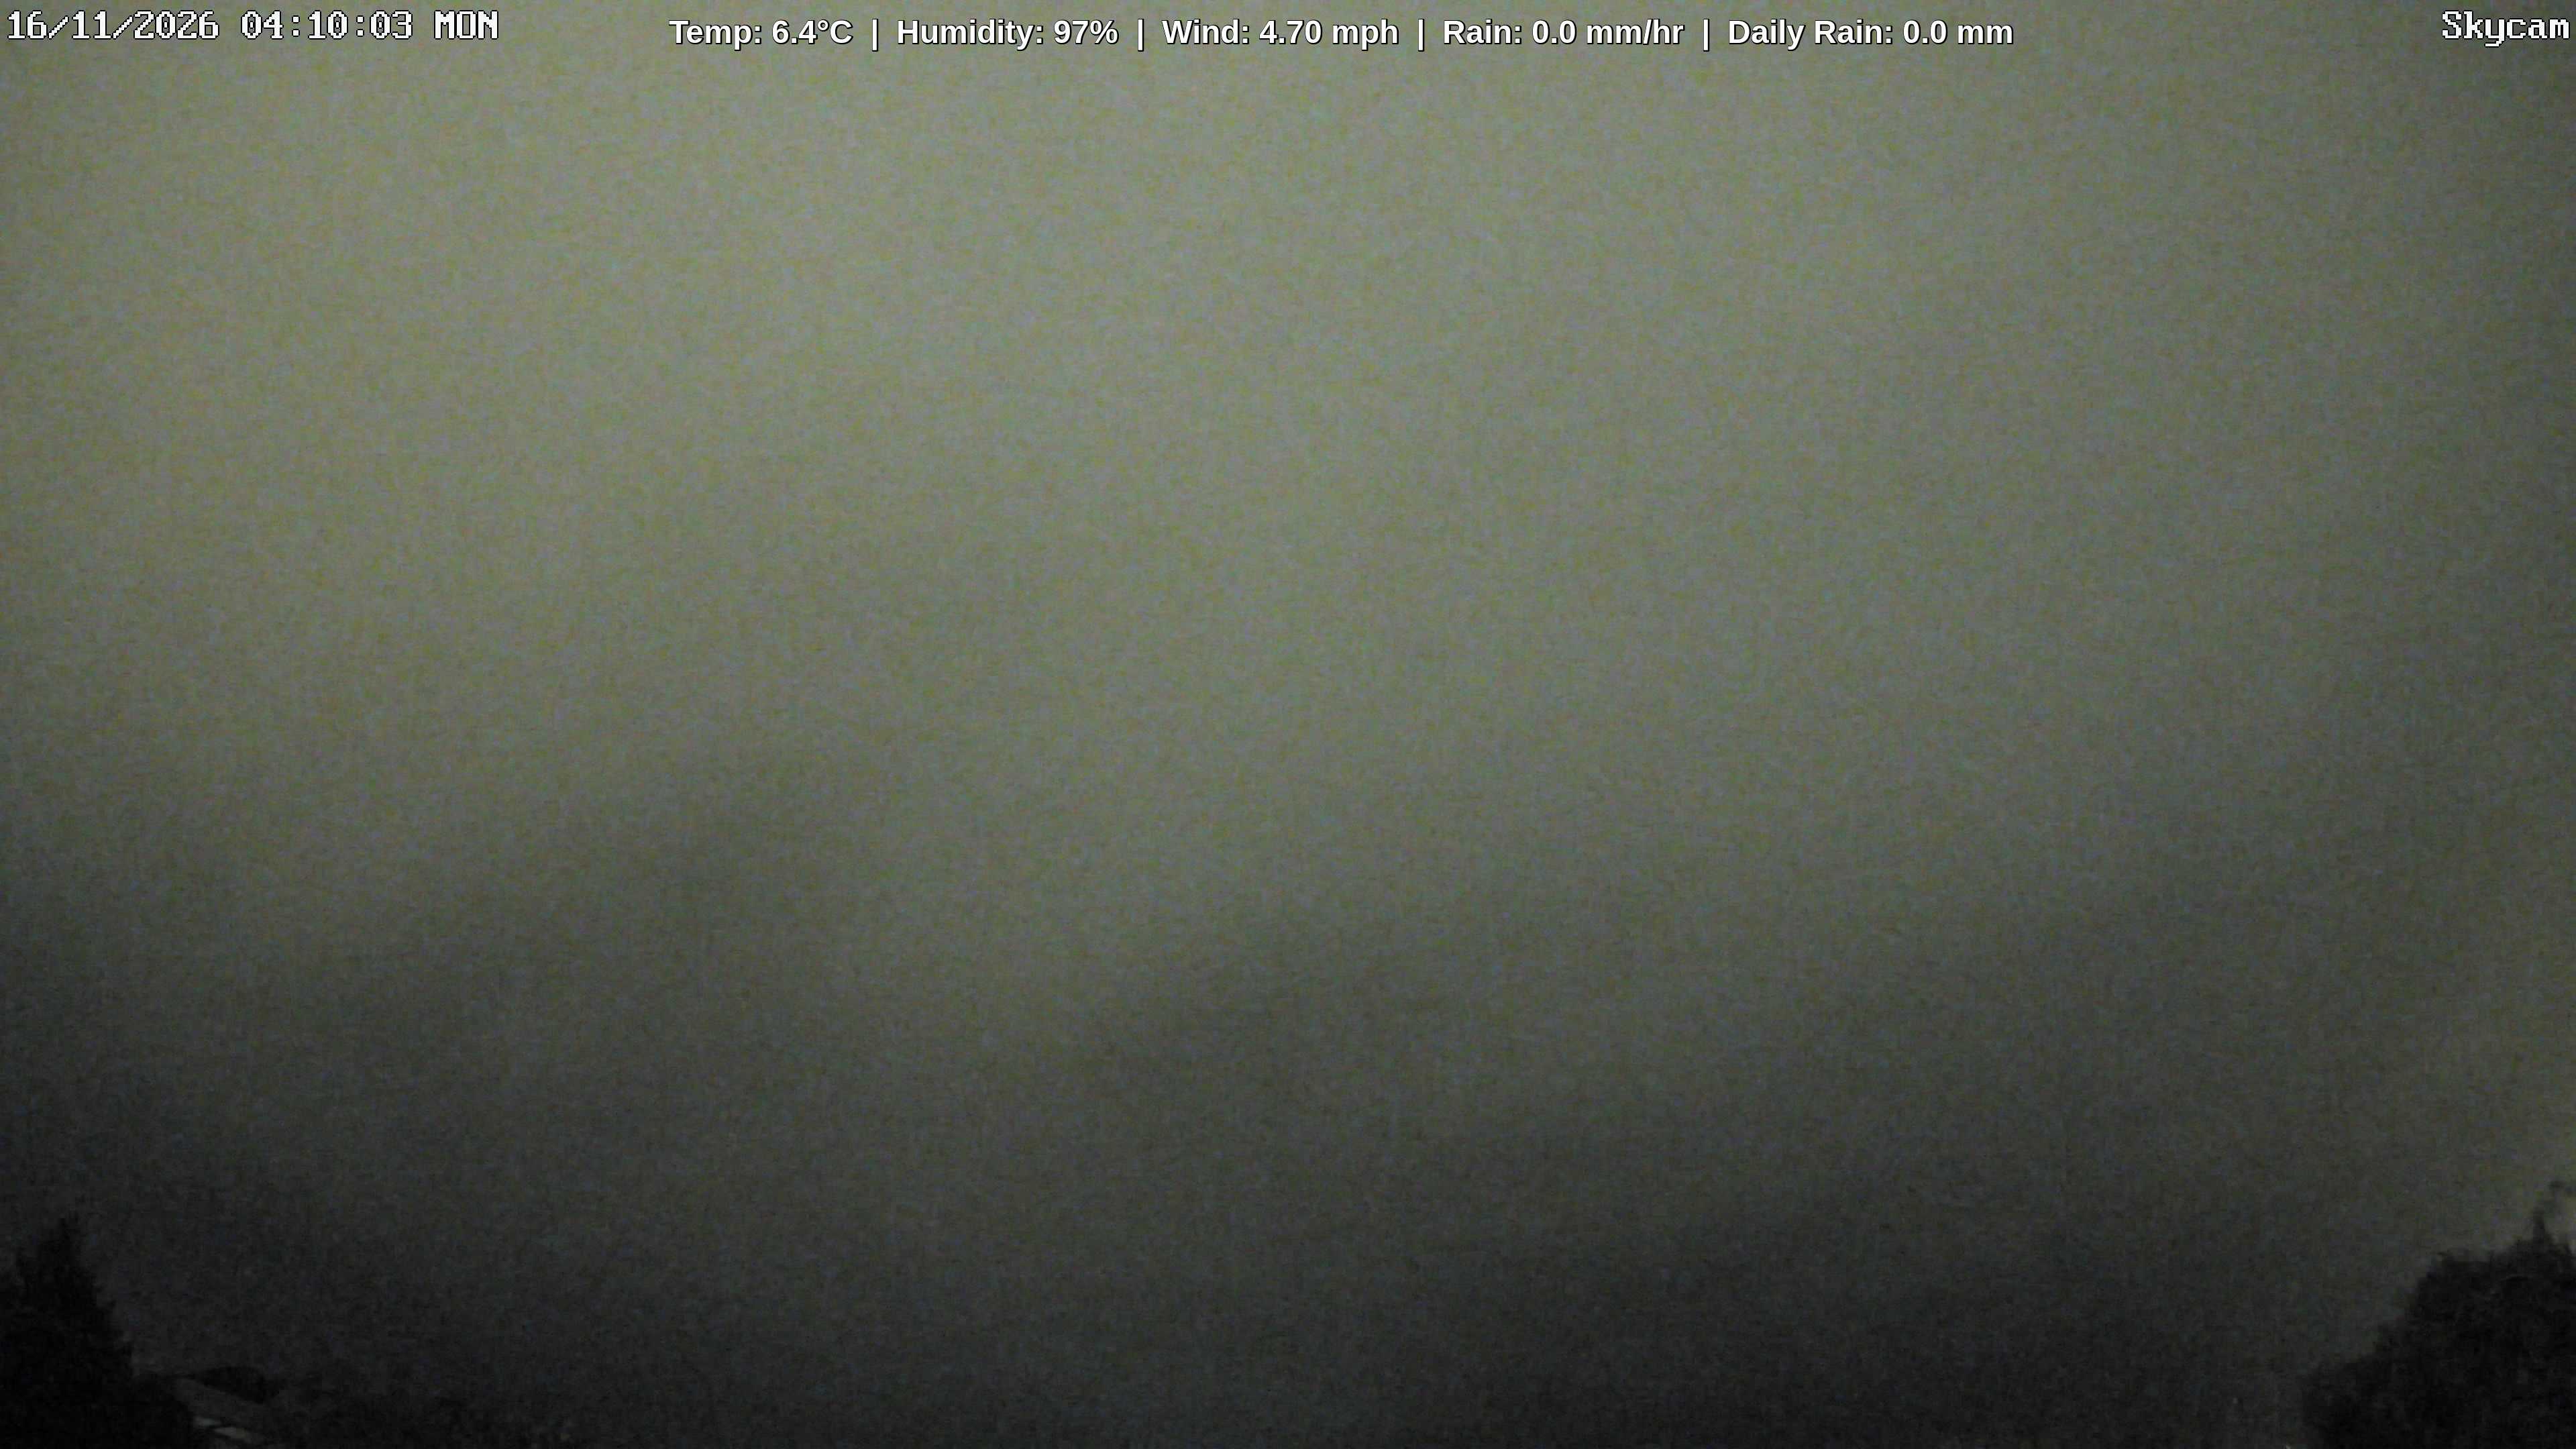 16/11/2026 04:10:03 MON
Temp: 6.4°C | Humidity: 97% | Wind: 4.70 mph | Rain: 0.0 mm/hr | Daily Rain: 0.0 mm
Skycam